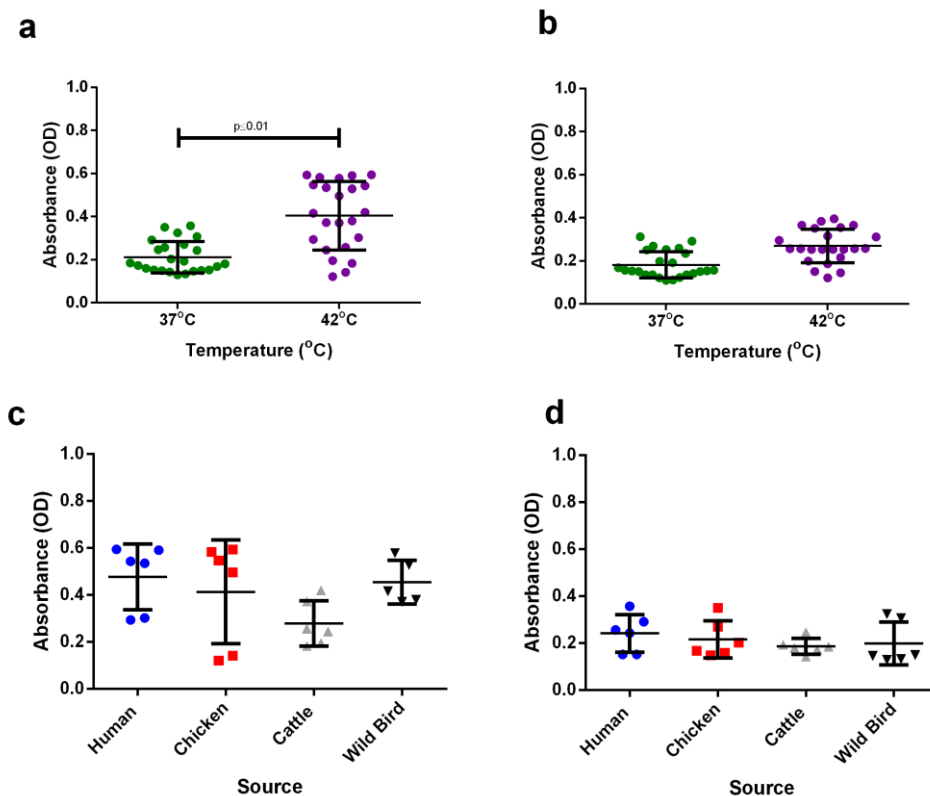 a
1.0
0.8
0.6
0.4
0.2
0.0
Absorbance (OD)
p≤0.01
37°C
42°C
Temperature (°C)
b
1.0
0.8
0.6
0.4
0.2
0.0
Absorbance (OD)
37°C
42°C
Temperature (°C)
c
1.0
0.8
0.6
0.4
0.2
0.0
Absorbance (OD)
Human
Chicken
Cattle
Wild Bird
Source
d
1.0
0.8
0.6
0.4
0.2
0.0
Absorbance (OD)
Human
Chicken
Cattle
Wild Bird
Source